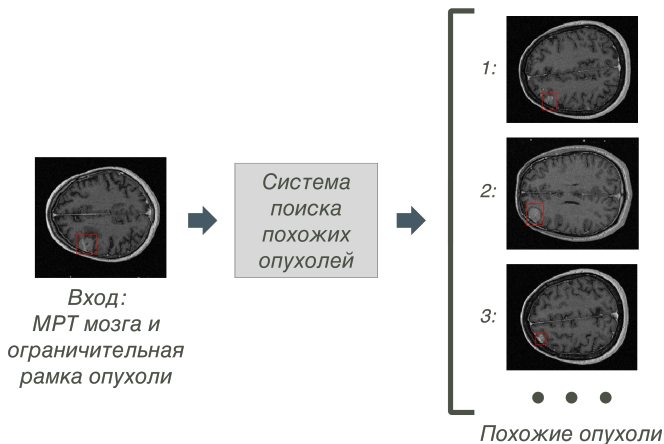 1:
2:
3:
Система
поиска
похожих
опухолей
Вход:
МРТ мозга и
ограничительная
рамка опухоли
Похожие опухоли